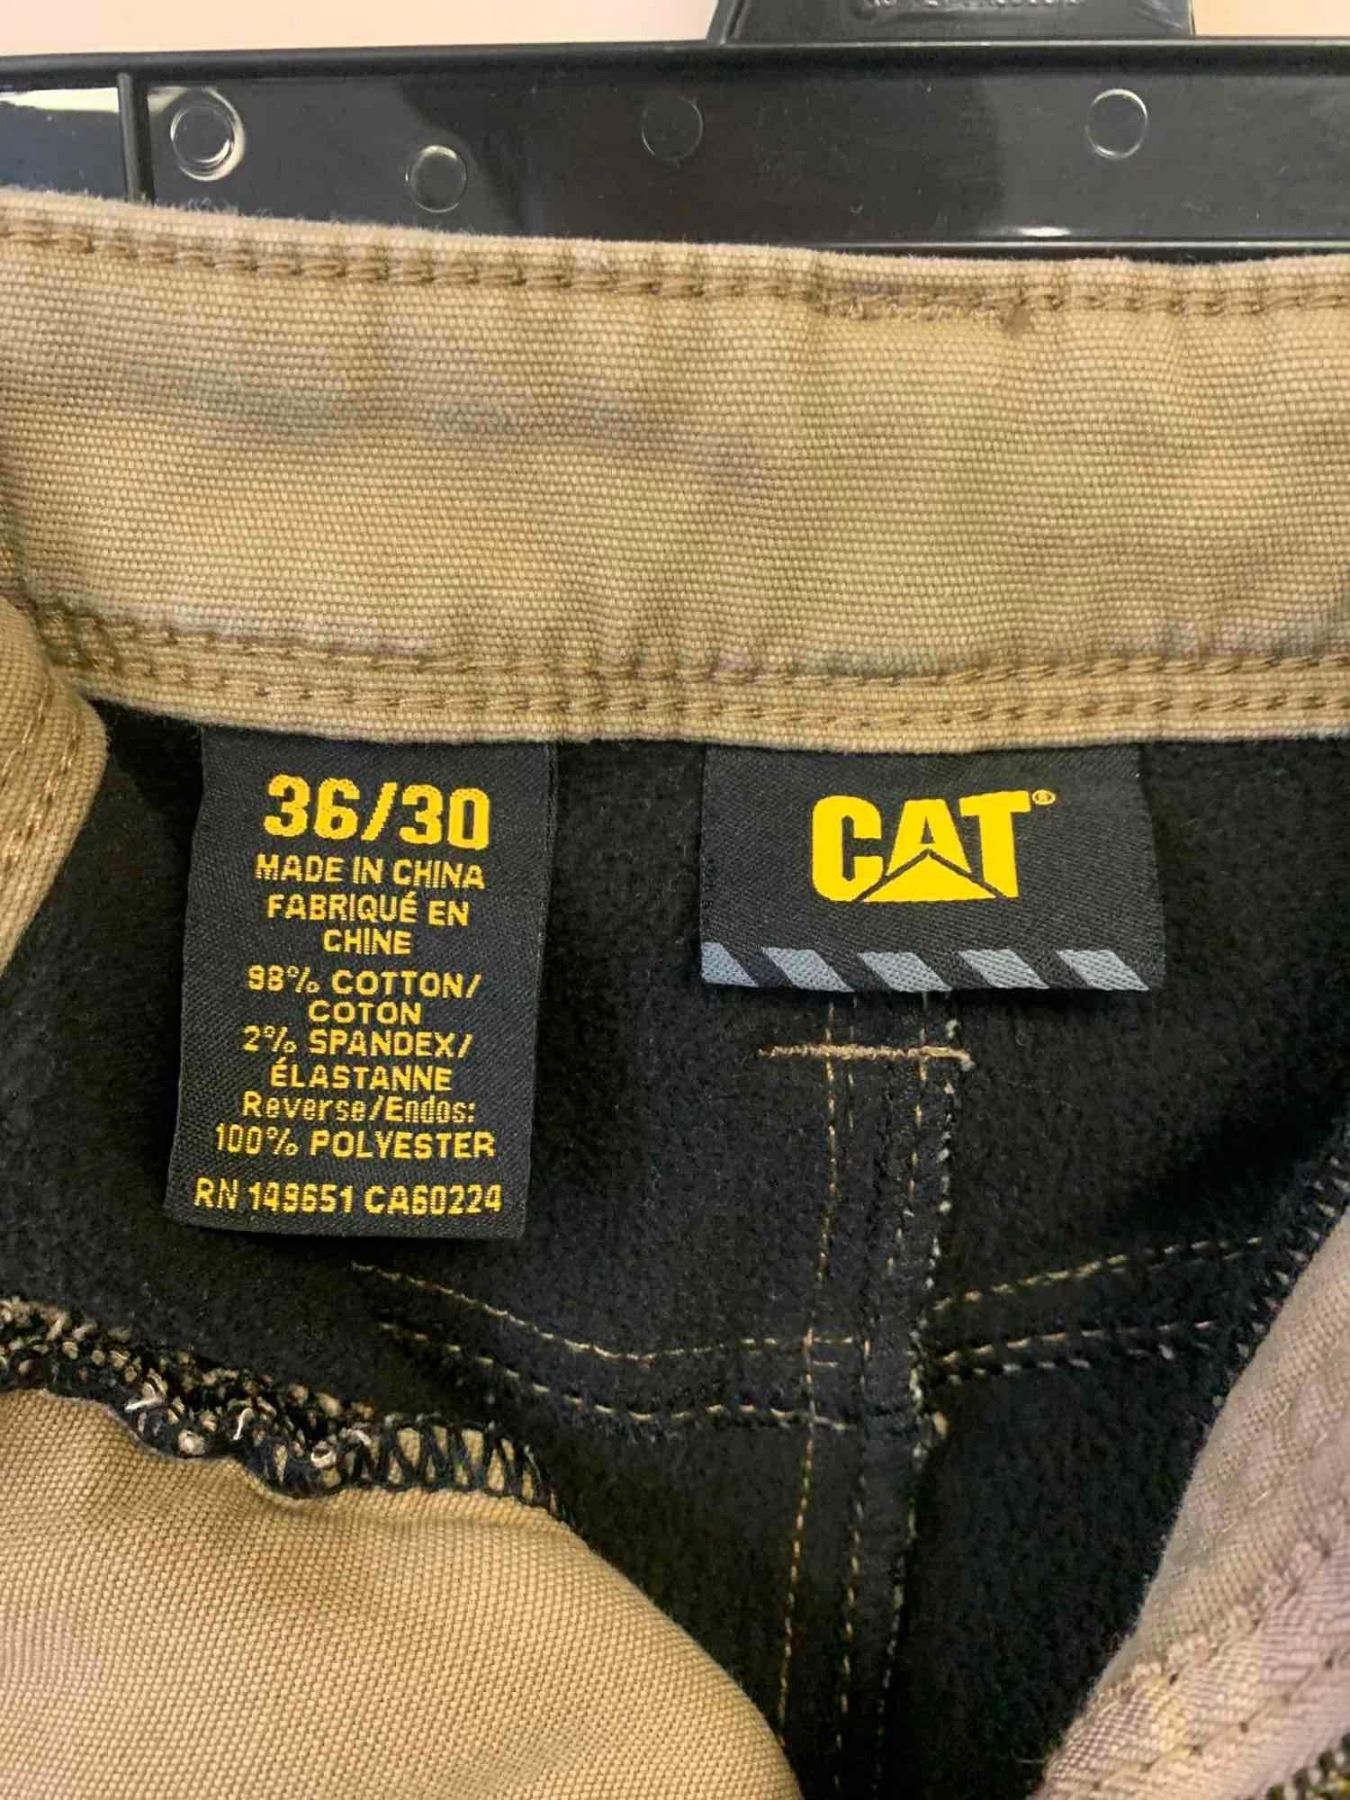 36/30
MADE IN CHINA
FABRIQUÉ EN
CHINE
98% COTTON/
COTON
2% SPANDEX/
ÉLASTANNE
Reverse/Endos:
100% POLYESTER
RN 149651 CA60224
CAT®